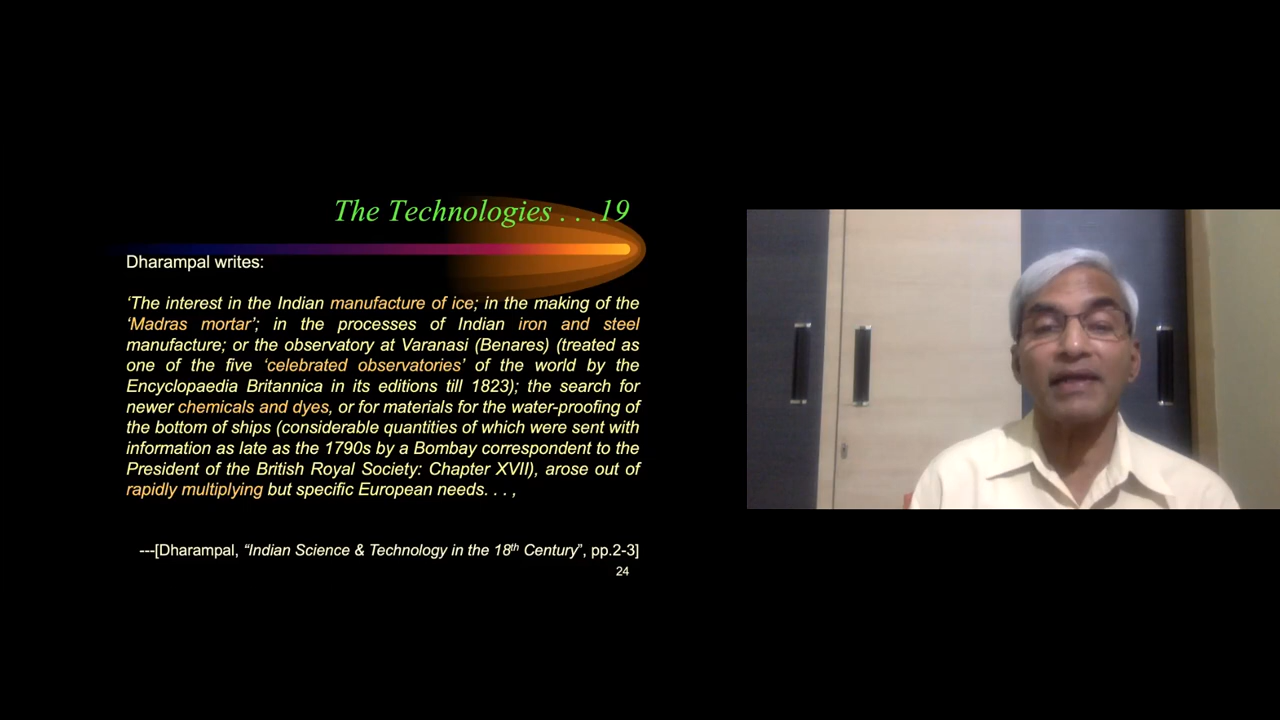 The Technologies . . .19
Dharampal writes:
‘The interest in the Indian manufacture of ice; in the making of the
‘Madras mortar’; in the processes of Indian iron and steel
manufacture; or the observatory at Varanasi (Benares) (treated as
one of the five ‘celebrated observatories’ of the world by the
Encyclopaedia Britannica in its editions till 1823); the search for
newer chemicals and dyes, or for materials for the water-proofing of
the bottom of ships (considerable quantities of which were sent with
information as late as the 1790s by a Bombay correspondent to the
President of the British Royal Society: Chapter XVII), arose out of
rapidly multiplying but specific European needs. . . ,
---[Dharampal, “Indian Science & Technology in the 18th Century”, pp.2-3]
24